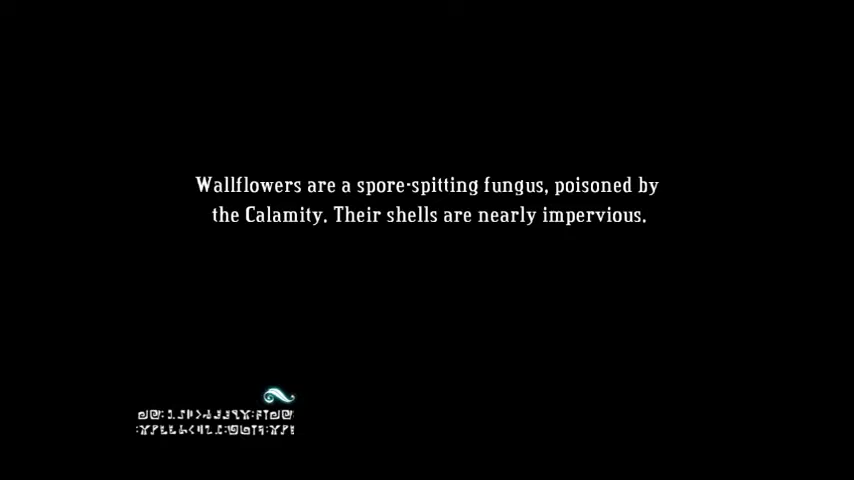 Wallflowers are a spore-spitting fungus, poisoned by
the Calamity. Their shells are nearly impervious.